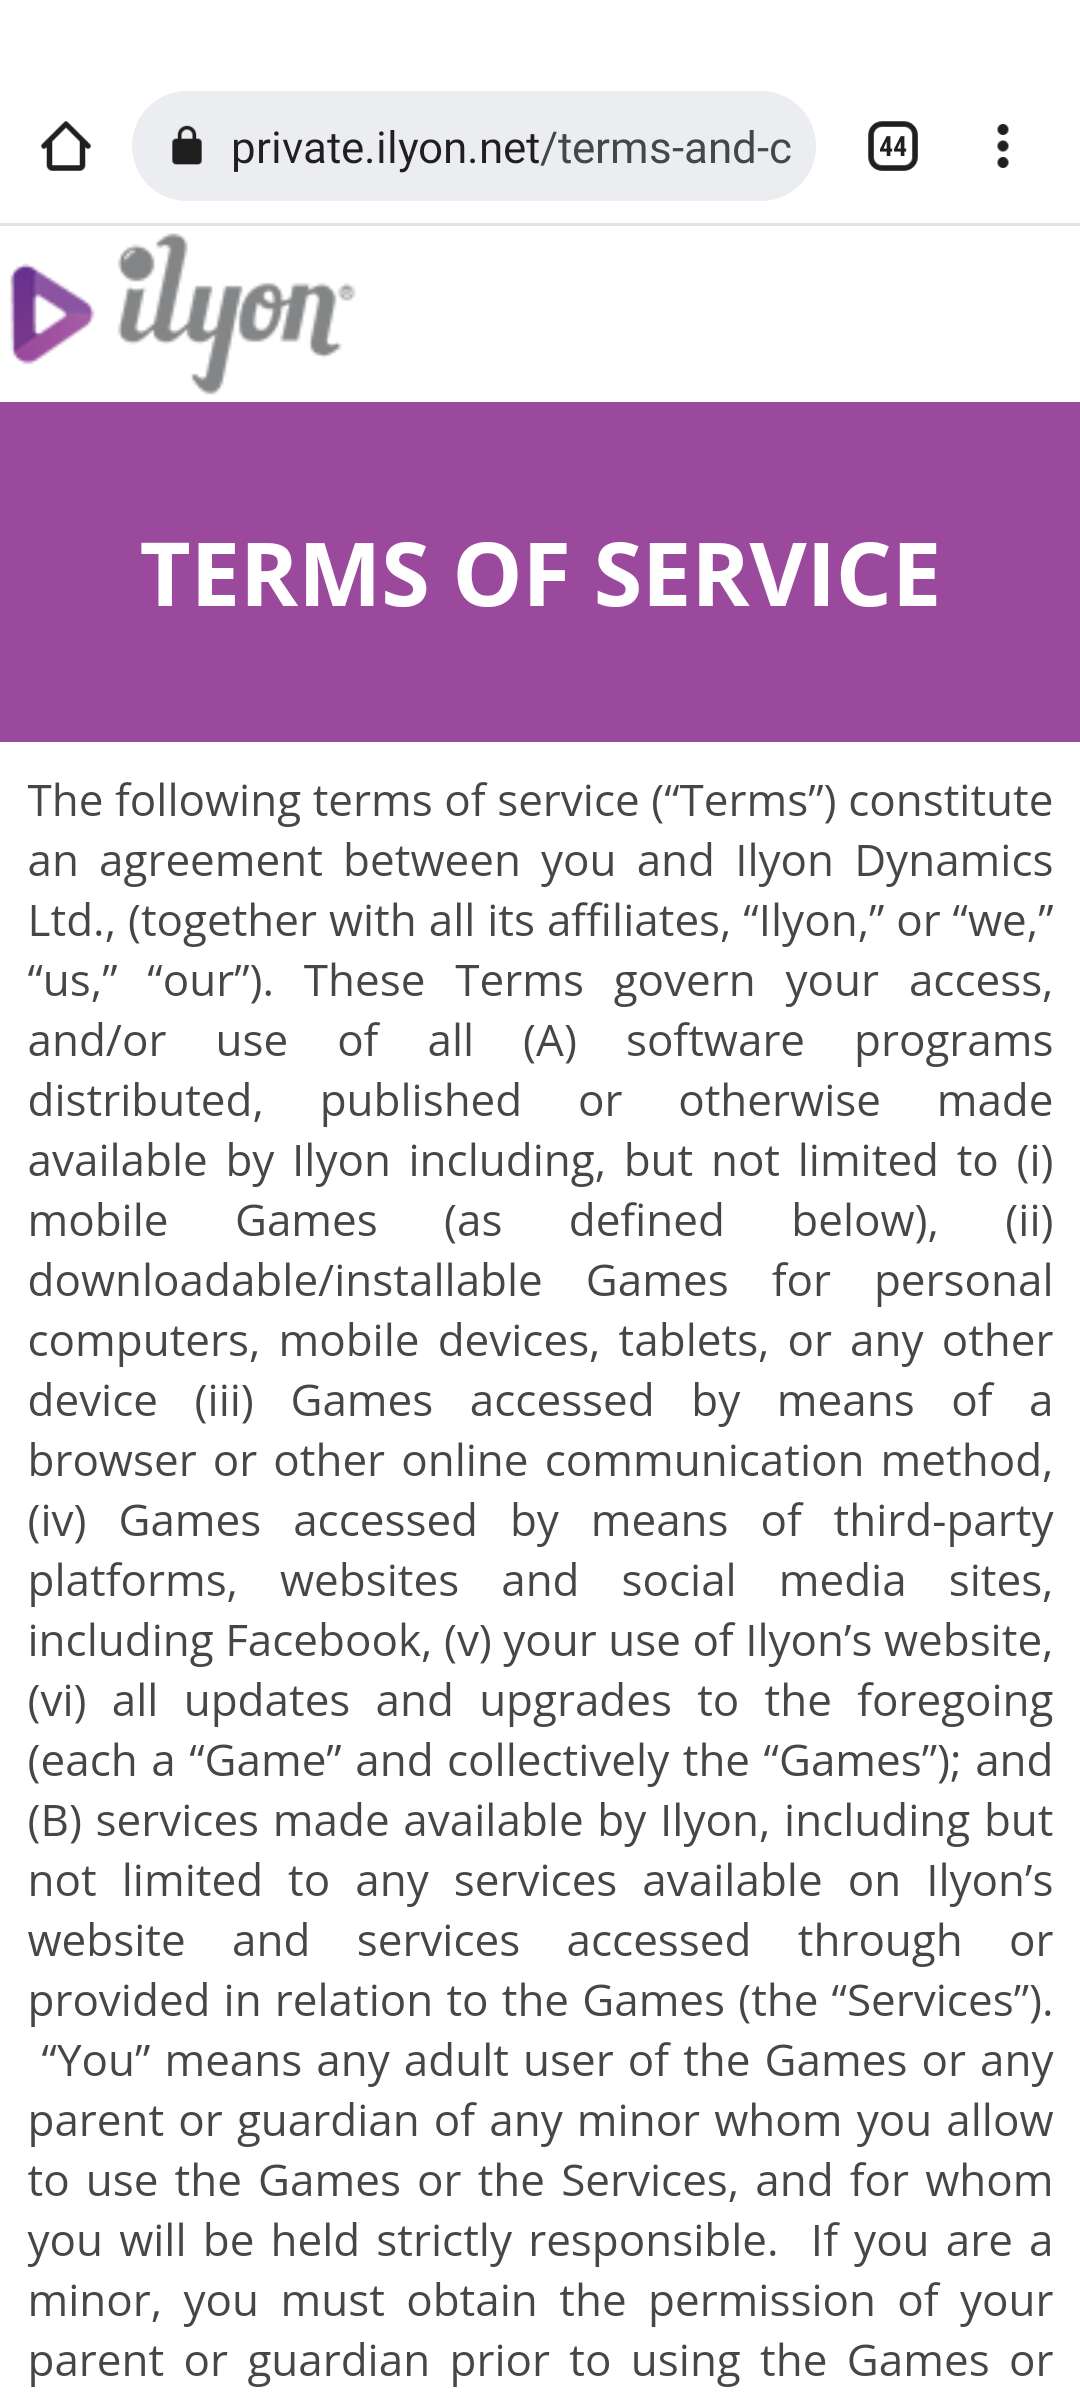 private.ilyon.net/terms-and-c
44
ilyon®
TERMS OF SERVICE
The following terms of service (“Terms”) constitute
an agreement between you and Ilyon Dynamics
Ltd., (together with all its affiliates, “Ilyon,” or “we,”
“us,” “our”). These Terms govern your access,
and/or use of all (A) software programs
distributed, published or otherwise made
available by Ilyon including, but not limited to (i)
mobile Games (as defined below), (ii)
downloadable/installable Games for personal
computers, mobile devices, tablets, or any other
device (iii) Games accessed by means of a
browser or other online communication method,
(iv) Games accessed by means of third-party
platforms, websites and social media sites,
including Facebook, (v) your use of Ilyon’s website,
(vi) all updates and upgrades to the foregoing
(each a “Game” and collectively the “Games”); and
(B) services made available by Ilyon, including but
not limited to any services available on Ilyon’s
website and services accessed through or
provided in relation to the Games (the “Services”).
“You” means any adult user of the Games or any
parent or guardian of any minor whom you allow
to use the Games or the Services, and for whom
you will be held strictly responsible.  If you are a
minor, you must obtain the permission of your
parent or guardian prior to using the Games or